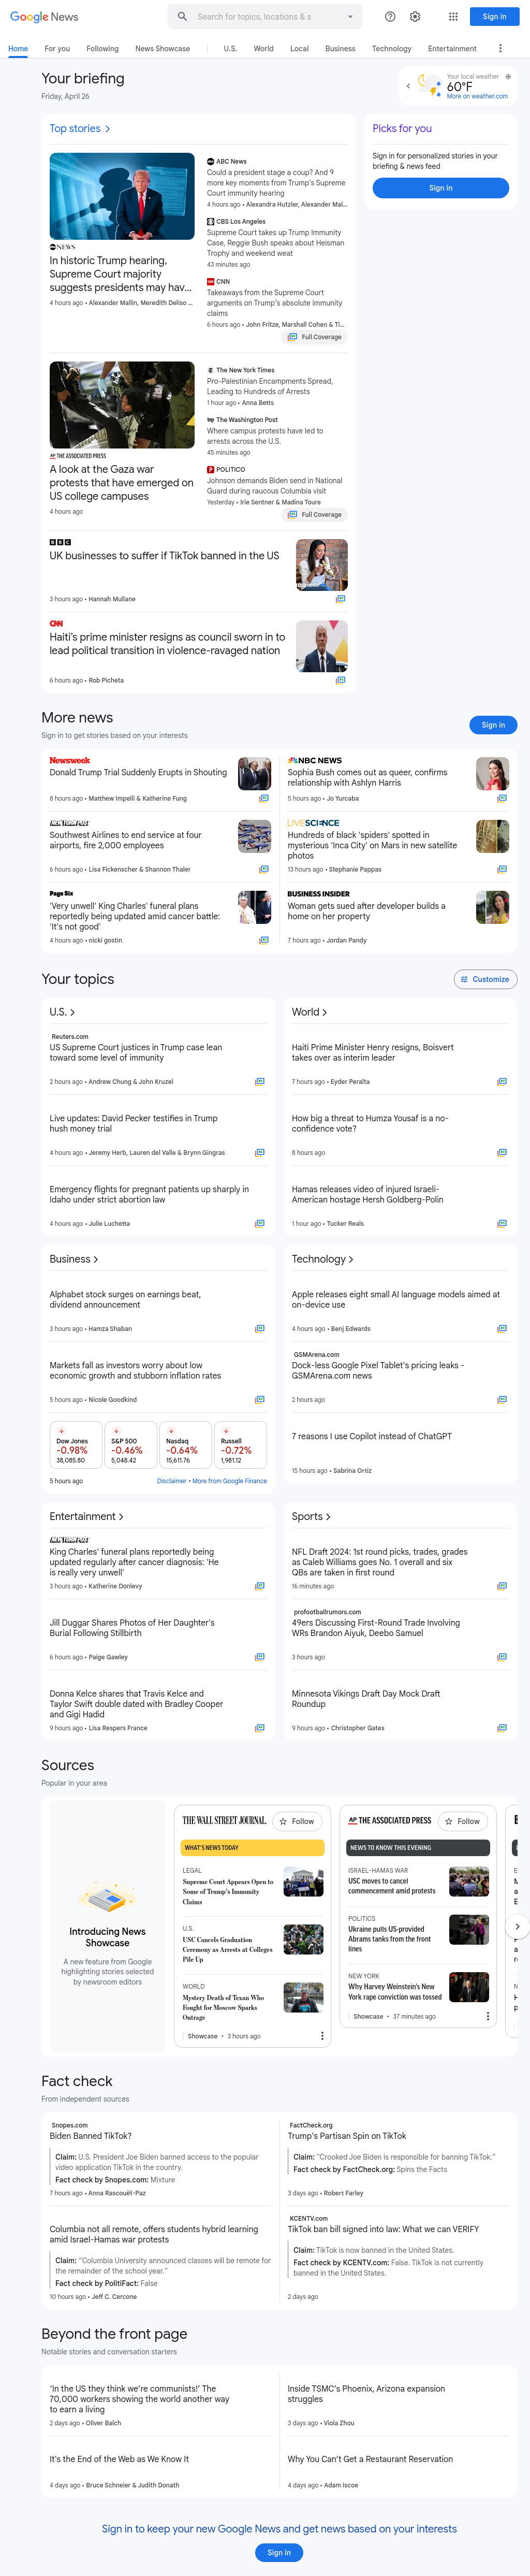 Google News
Search for topics, locations & s
Sign in
Home
For you
Following
News Showcase
U.S.
World
Local
Business
Technology
Entertainment
Your briefing
Friday, April 26
Your local weather
60°F
More on weather.com
Top stories
abc NEWS
In historic Trump hearing,
Supreme Court majority
suggests presidents may hav...
4 hours ago • Alexander Mallin, Meredith Deliso ...
ABC News
Could a president stage a coup? And 9
more key moments from Trump's Supreme
Court immunity hearing
4 hours ago • Alexandra Hutzler, Alexander Mal...
CBS Los Angeles
Supreme Court takes up Trump Immunity
Case, Reggie Bush speaks about Heisman
Trophy and weekend weat
43 minutes ago
CNN
Takeaways from the Supreme Court
arguments on Trump's absolute immunity
claims
6 hours ago • John Fritze, Marshall Cohen & Ti...
Full Coverage
AP THE ASSOCIATED PRESS
A look at the Gaza war
protests that have emerged on
US college campuses
4 hours ago
The New York Times
Pro-Palestinian Encampments Spread,
Leading to Hundreds of Arrests
1 hour ago • Anna Betts
The Washington Post
Where campus protests have led to
arrests across the U.S.
45 minutes ago
POLITICO
Johnson demands Biden send in National
Guard during raucous Columbia visit
Yesterday • Irie Sentner & Madina Toure
Full Coverage
BBC
UK businesses to suffer if TikTok banned in the US
3 hours ago • Hannah Mullane
CNN
Haiti's prime minister resigns as council sworn in to
lead political transition in violence-ravaged nation
6 hours ago • Rob Picheta
Picks for you
Sign in for personalized stories in your
briefing & news feed
Sign in
More news
Sign in to get stories based on your interests
Sign in
Newsweek
Donald Trump Trial Suddenly Erupts in Shouting
8 hours ago • Matthew Impelli & Katherine Fung
NBC NEWS
Sophia Bush comes out as queer, confirms
relationship with Ashlyn Harris
5 hours ago • Jo Yurcaba
NEW YORK POST
Southwest Airlines to end service at four
airports, fire 2,000 employees
6 hours ago • Lisa Fickenscher & Shannon Thaler
LIVESCIENCE
Hundreds of black 'spiders' spotted in
mysterious 'Inca City' on Mars in new satellite
photos
13 hours ago • Stephanie Pappas
Page Six
'Very unwell' King Charles' funeral plans
reportedly being updated amid cancer battle:
'It's not good'
4 hours ago • nicki gostin
BUSINESS INSIDER
Woman gets sued after developer builds a
home on her property
7 hours ago • Jordan Pandy
Your topics
Customize
U.S.
Reuters.com
US Supreme Court justices in Trump case lean
toward some level of immunity
2 hours ago • Andrew Chung & John Kruzel
Live updates: David Pecker testifies in Trump
hush money trial
4 hours ago • Jeremy Herb, Lauren del Valle & Brynn Gingras
Emergency flights for pregnant patients up sharply in
Idaho under strict abortion law
4 hours ago • Julie Luchetta
World
Haiti Prime Minister Henry resigns, Boisvert
takes over as interim leader
7 hours ago • Eyder Peralta
How big a threat to Humza Yousaf is a no-
confidence vote?
8 hours ago
Hamas releases video of injured Israeli-
American hostage Hersh Goldberg-Polin
1 hour ago • Tucker Reals
Business
Alphabet stock surges on earnings beat,
dividend announcement
3 hours ago • Hamza Shaban
Markets fall as investors worry about low
economic growth and stubborn inflation rates
5 hours ago • Nicole Goodkind
Dow Jones
-0.98%
38,085.80
S&P 500
-0.46%
5,048.42
Nasdaq
-0.64%
15,611.76
Russell
-0.72%
1,981.12
5 hours ago
Disclaimer • More from Google Finance
Technology
Apple releases eight small AI language models aimed at
on-device use
4 hours ago • Benj Edwards
GSMArena.com
Dock-less Google Pixel Tablet's pricing leaks -
GSMArena.com news
2 hours ago
7 reasons I use Copilot instead of ChatGPT
15 hours ago • Sabrina Ortiz
Entertainment
NEW YORK POST
King Charles' funeral plans reportedly being
updated regularly after cancer diagnosis: 'He
is really very unwell'
3 hours ago • Katherine Donlevy
Jill Duggar Shares Photos of Her Daughter's
Burial Following Stillbirth
6 hours ago • Paige Gawley
Donna Kelce shares that Travis Kelce and
Taylor Swift double dated with Bradley Cooper
and Gigi Hadid
9 hours ago • Lisa Respers France
Sports
NFL Draft 2024: 1st round picks, trades, grades
as Caleb Williams goes No. 1 overall and six
QBs are taken in first round
16 minutes ago
profootballrumors.com
49ers Discussing First-Round Trade Involving
WRs Brandon Aiyuk, Deebo Samuel
3 hours ago
Minnesota Vikings Draft Day Mock Draft
Roundup
9 hours ago • Christopher Gates
Sources
Popular in your area
Introducing News
Showcase
A new feature from Google
highlighting stories selected
by newsroom editors
THE WALL STREET JOURNAL.
Follow
WHAT'S NEWS TODAY
LEGAL
Supreme Court Appears Open to
Some of Trump's Immunity
Claims
U.S.
USC Cancels Graduation
Ceremony as Arrests at Colleges
Pile Up
WORLD
Mystery Death of Texan Who
Fought for Moscow Sparks
Outrage
Showcase • 3 hours ago
AP THE ASSOCIATED PRESS
Follow
NEWS TO KNOW THIS EVENING
ISRAEL-HAMAS WAR
USC moves to cancel
commencement amid protests
POLITICS
Ukraine pulls US-provided
Abrams tanks from the front
lines
NEW YORK
Why Harvey Weinstein's New
York rape conviction was tossed
Showcase • 37 minutes ago
Fact check
From independent sources
Snopes.com
Biden Banned TikTok?
Claim: U.S. President Joe Biden banned access to the popular
video application TikTok in the country.
Fact check by Snopes.com: Mixture
7 hours ago • Anna Rascouët-Paz
FactCheck.org
Trump's Partisan Spin on TikTok
Claim: "Crooked Joe Biden is responsible for banning TikTok."
Fact check by FactCheck.org: Spins the Facts
3 days ago • Robert Farley
Columbia not all remote, offers students hybrid learning
amid Israel-Hamas war protests
Claim: "Columbia University announced classes will be remote for
the remainder of the school year."
Fact check by PolitiFact: False
10 hours ago • Jeff C. Cercone
KCENTV.com
TikTok ban bill signed into law: What we can VERIFY
Claim: TikTok is now banned in the United States.
Fact check by KCENTV.com: False. TikTok is not currently
banned in the United States.
2 days ago
Beyond the front page
Notable stories and conversation starters
'In the US they think we're communists!' The
70,000 workers showing the world another way
to earn a living
2 days ago • Oliver Balch
Inside TSMC's Phoenix, Arizona expansion
struggles
3 days ago • Viola Zhou
It's the End of the Web as We Know It
4 days ago • Bruce Schneier & Judith Donath
Why You Can't Get a Restaurant Reservation
4 days ago • Adam Iscoe
Sign in to keep your new Google News and get news based on your interests
Sign in